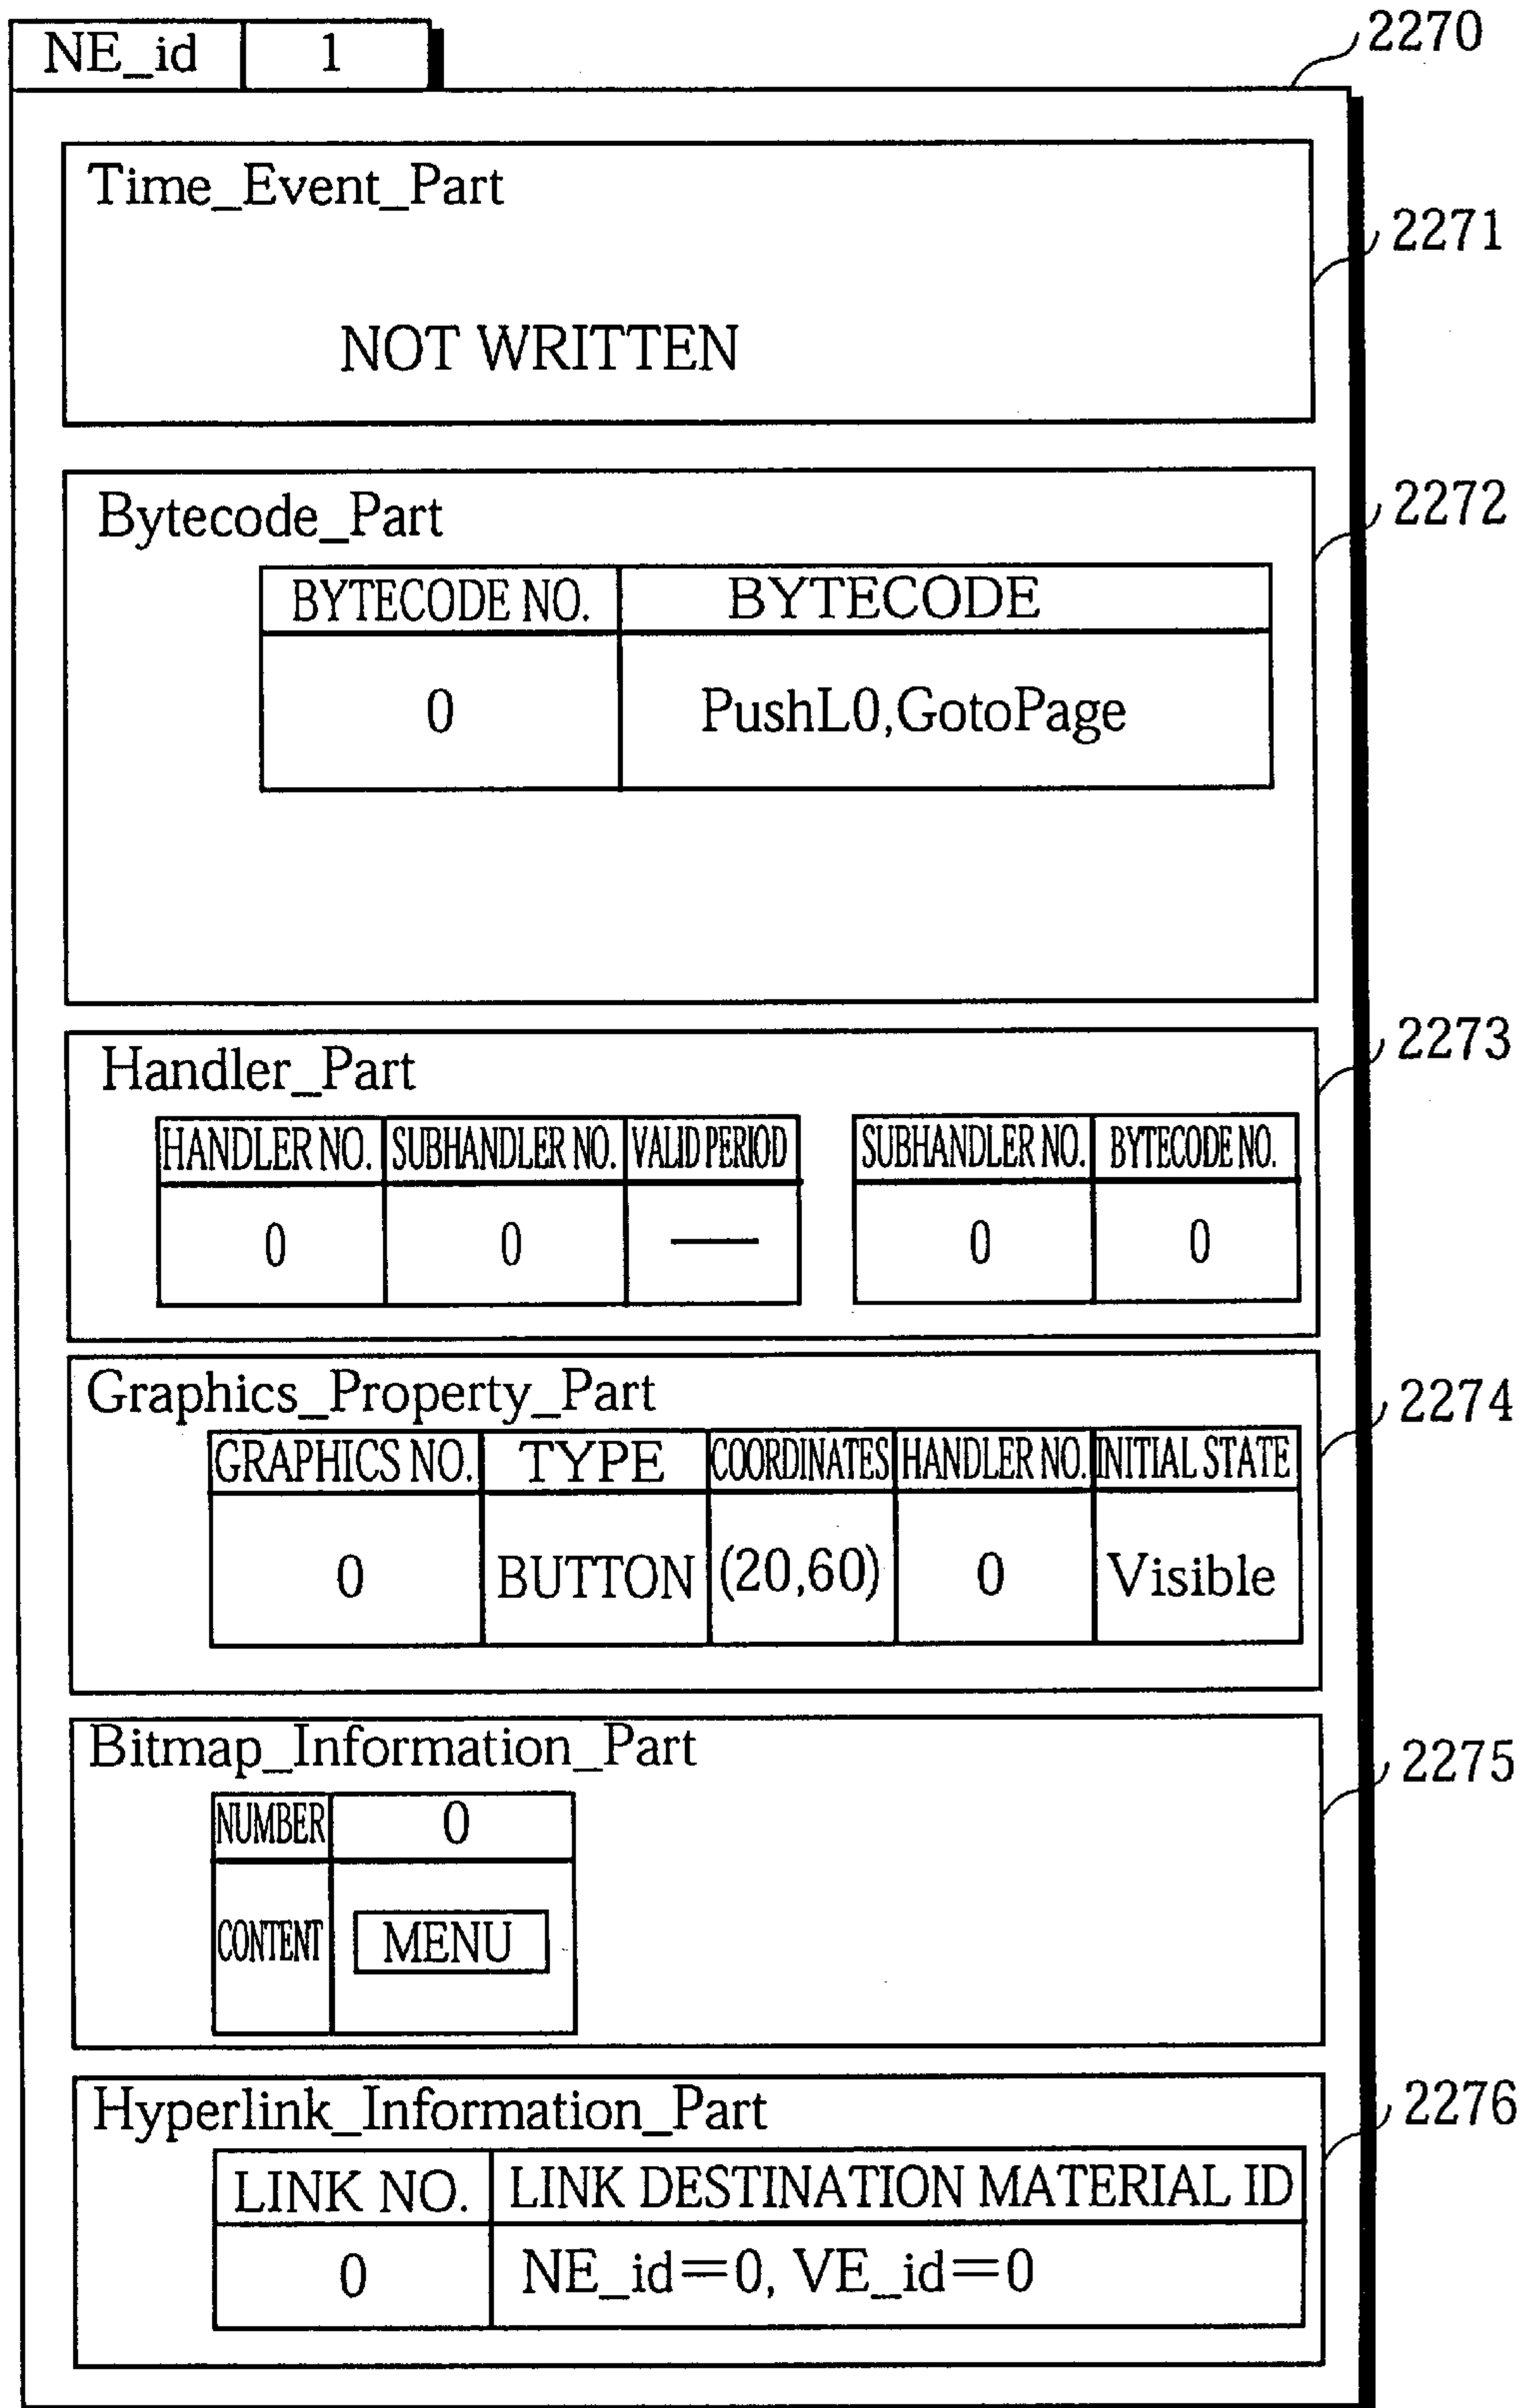 NE_id 1
2270
Time_Event_Part
2271
NOT WRITTEN
Bytecode_Part
2272
BYTECODE NO. BYTECODE
0 PushL0,GotoPage
Handler_Part
2273
HANDLER NO. SUBHANDLER NO. VALID PERIOD SUBHANDLER NO. BYTECODE NO.
0 0 — 0 0
Graphics_Property_Part
2274
GRAPHICS NO. TYPE COORDINATES HANDLER NO. INITIAL STATE
0 BUTTON (20,60) 0 Visible
Bitmap_Information_Part
2275
NUMBER 0
CONTENT MENU
Hyperlink_Information_Part
2276
LINK NO. LINK DESTINATION MATERIAL ID
0 NE_id=0, VE_id=0